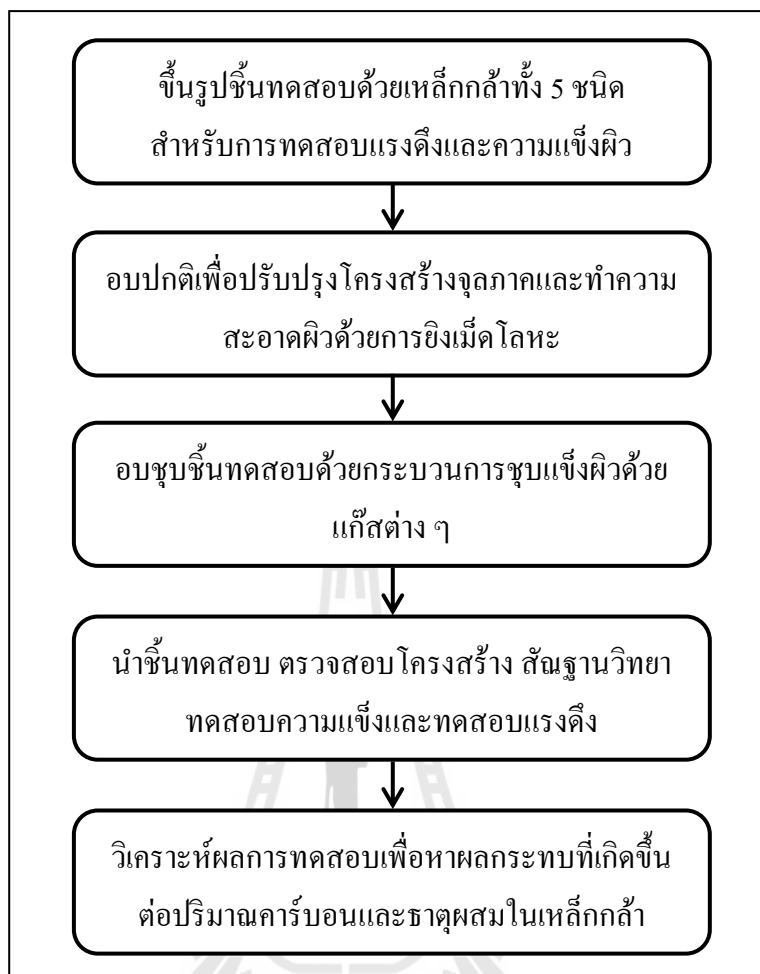 ขึ้นรูปชิ้นทดสอบด้วยเหล็กกล้าทั้ง 5 ชนิด
สำหรับการทดสอบแรงดึงและความแข็งผิว
อบปกติเพื่อปรับปรุงโครงสร้างจุลภาคและทำความ
สะอาดผิวด้วยการยิงเม็ดโลหะ
อบชุบชิ้นทดสอบด้วยกระบวนการชุบแข็งผิวด้วย
แก๊สต่าง ๆ
นำชิ้นทดสอบ ตรวจสอบโครงสร้าง สัณฐานวิทยา
ทดสอบความแข็งและทดสอบแรงดึง
วิเคราะห์ผลการทดสอบเพื่อหาผลกระทบที่เกิดขึ้น
ต่อปริมาณคาร์บอนและธาตุผสมในเหล็กกล้า